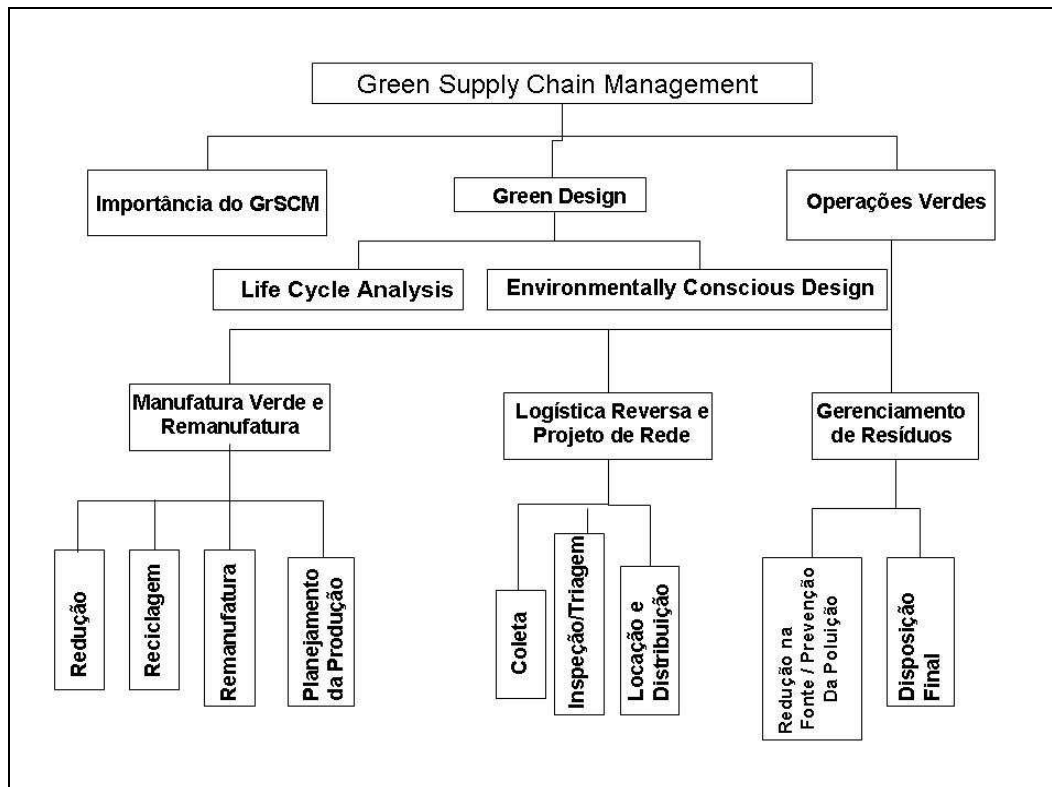 Green Supply Chain Management
Importância do GrSCM
Green Design
Operações Verdes
Life Cycle Analysis
Environmentally Conscious Design
Manufatura Verde e
Remanufatura
Logística Reversa e
Projeto de Rede
Gerenciamento
de Resíduos
Redução
Reciclagem
Remanufatura
Planejamento
da Produção
Coleta
Inspeção/Triagem
Locação e
Distribuição
Redução na
Fonte / Prevenção
Da Poluição
Disposição
Final